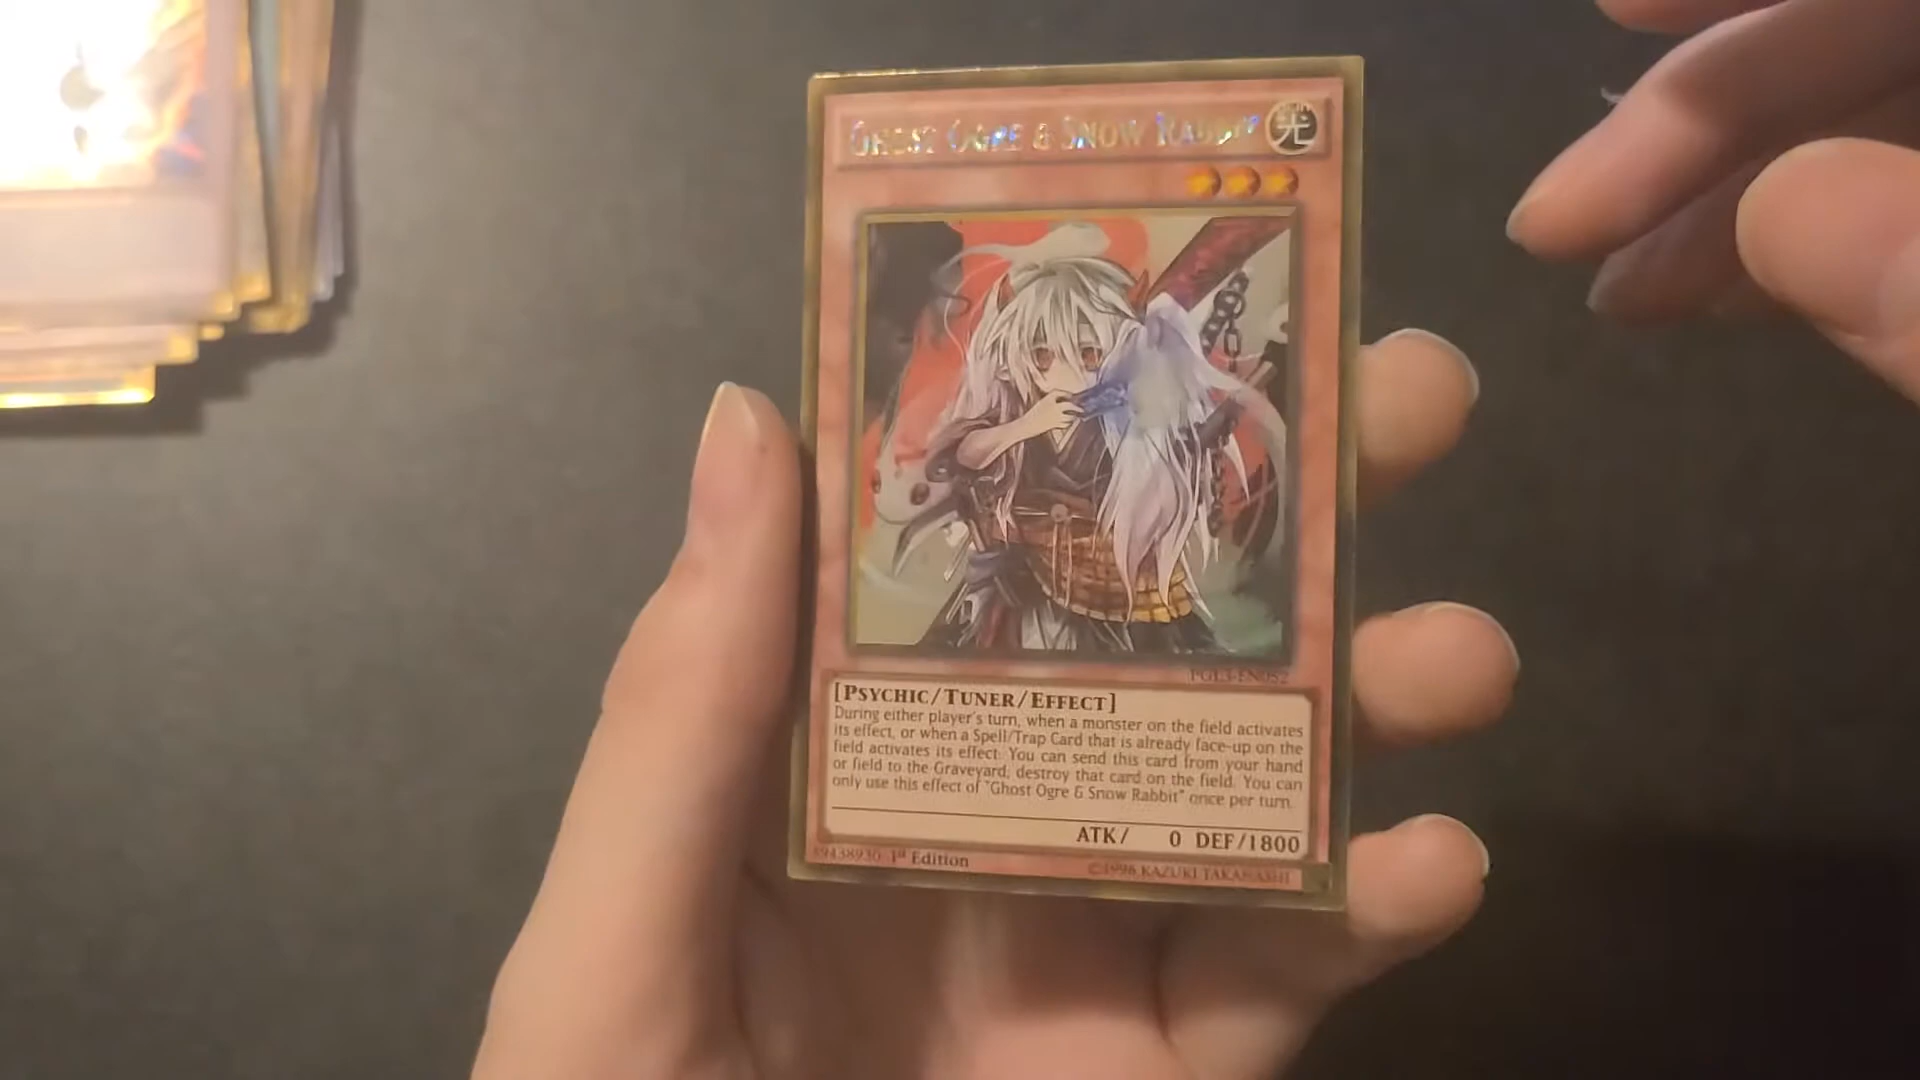 GHOST OGRE & SNOW RABBIT
光
PGL3-EN052
[PSYCHIC/TUNER/EFFECT]
During either player's turn, when a monster on the field activates
its effect, or when a Spell/Trap Card that is already face-up on the
field activates its effect: You can send this card from your hand
or field to the Graveyard; destroy that card on the field. You can
only use this effect of "Ghost Ogre & Snow Rabbit" once per turn.
ATK/ 0 DEF/1800
59438930 1st Edition
©1996 KAZUKI TAKAHASHI